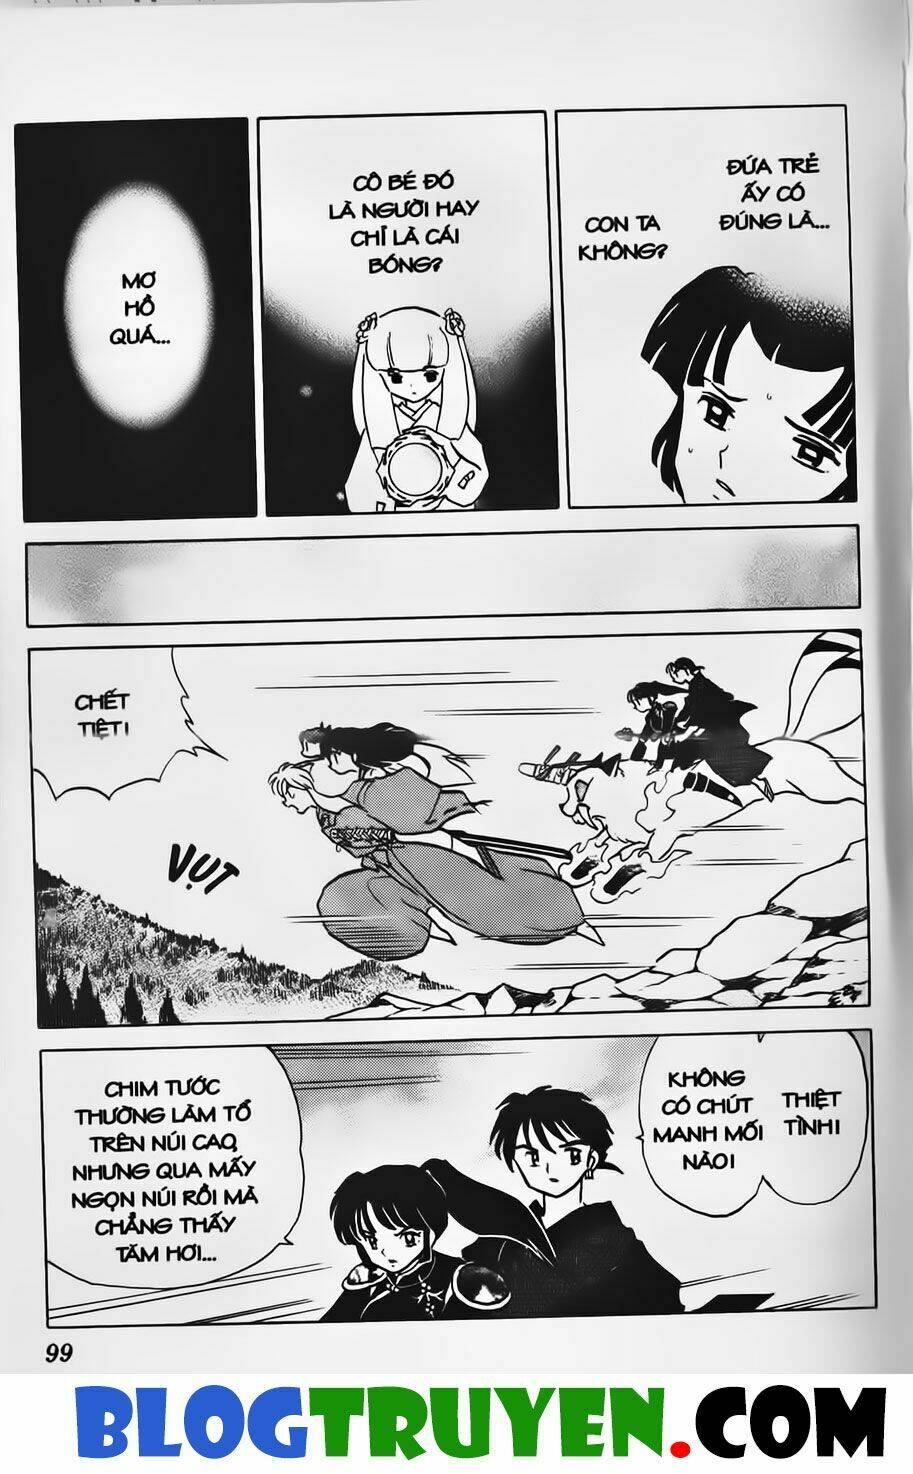 ĐỨA TRẺ
ẤY CÓ
ĐÚNG LÀ...
CON TA
KHÔNG?
CÔ BÉ ĐÓ
LÀ NGƯỜI HAY
CHỈ LÀ CÁI
BÓNG?
MƠ
HỒ
QUÁ...
CHẾT
TIỆT!
VỤT
THIỆT
TÌNH!
KHÔNG
CÓ CHÚT
MANH MỐI
NÀO!
CHIM TƯỚC
THƯỜNG LÀM TỔ
TRÊN NÚI CAO,
NHƯNG QUA MẤY
NGỌN NÚI RỒI MÀ
CHẲNG THẤY
TĂM HƠI...
99
BLOGTRUYEN.COM